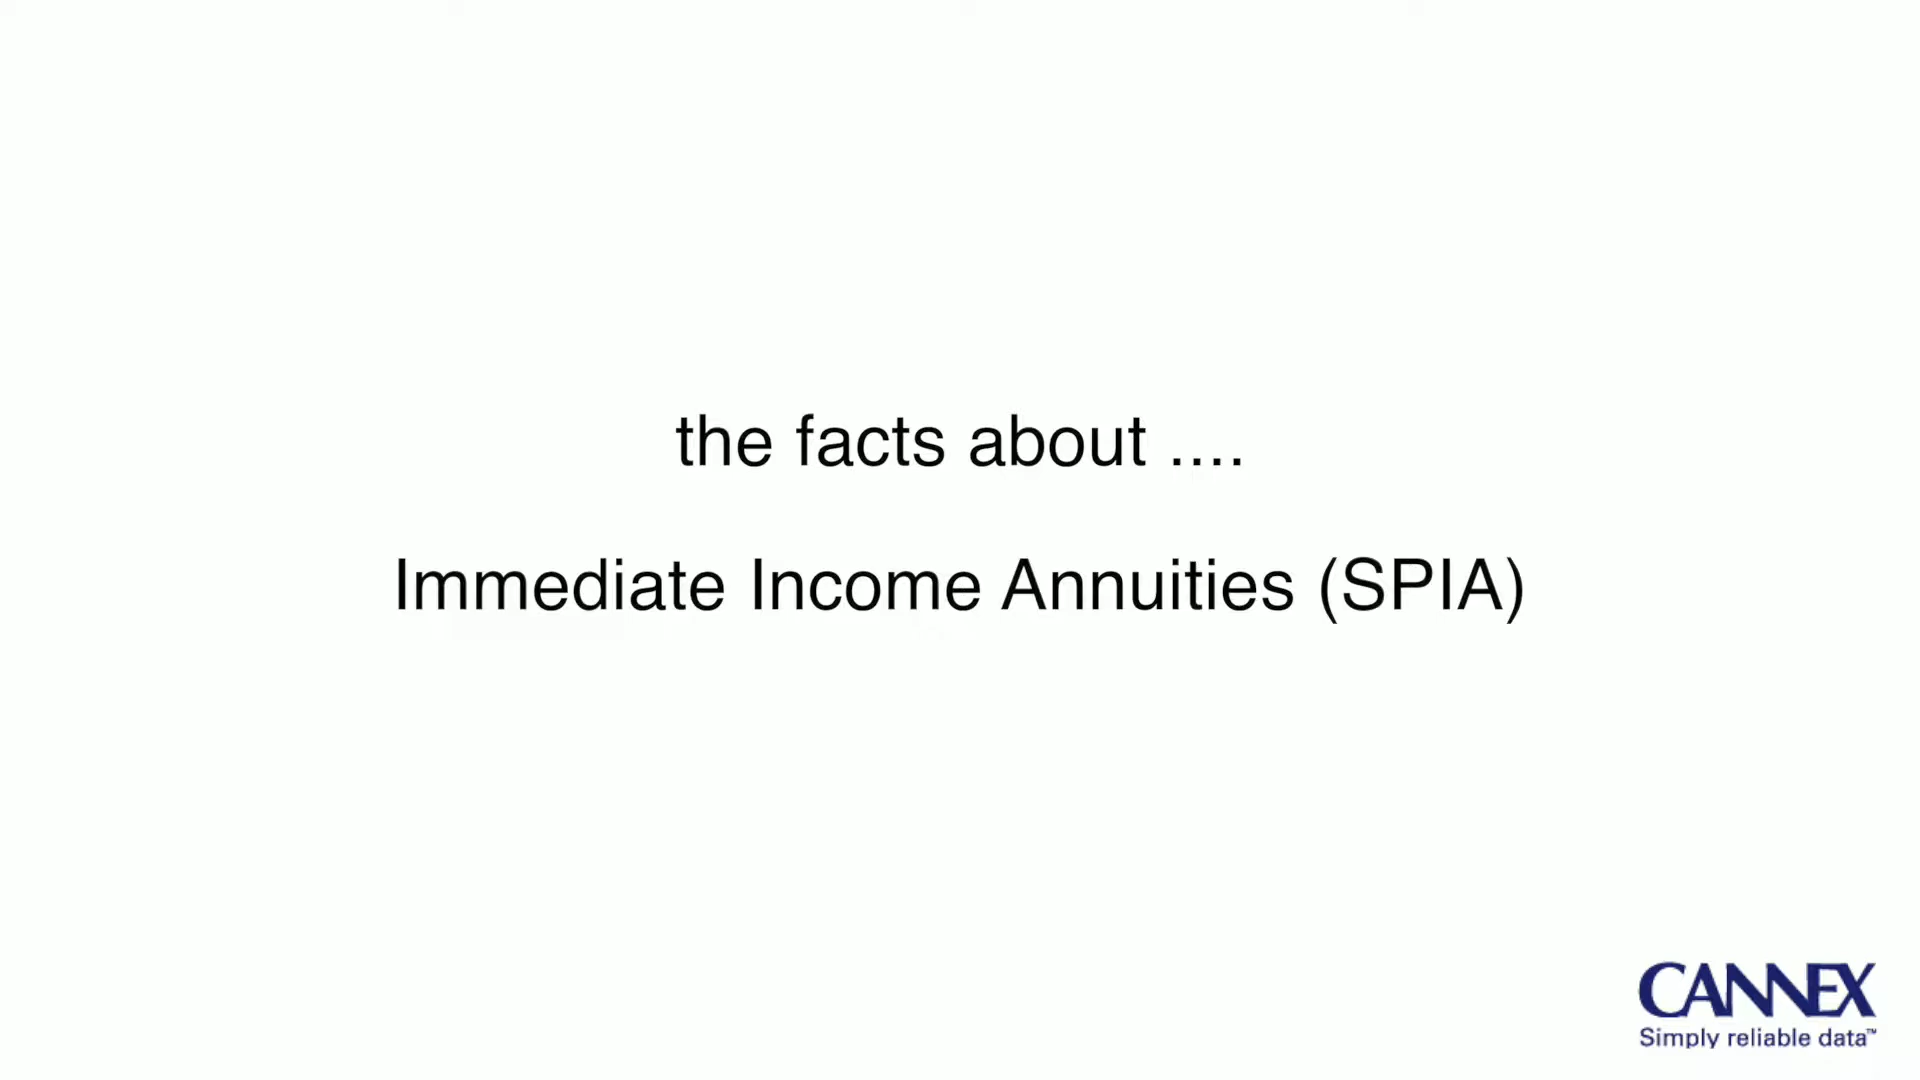 the facts about ....
Immediate Income Annuities (SPIA)
CANNEX
Simply reliable data™